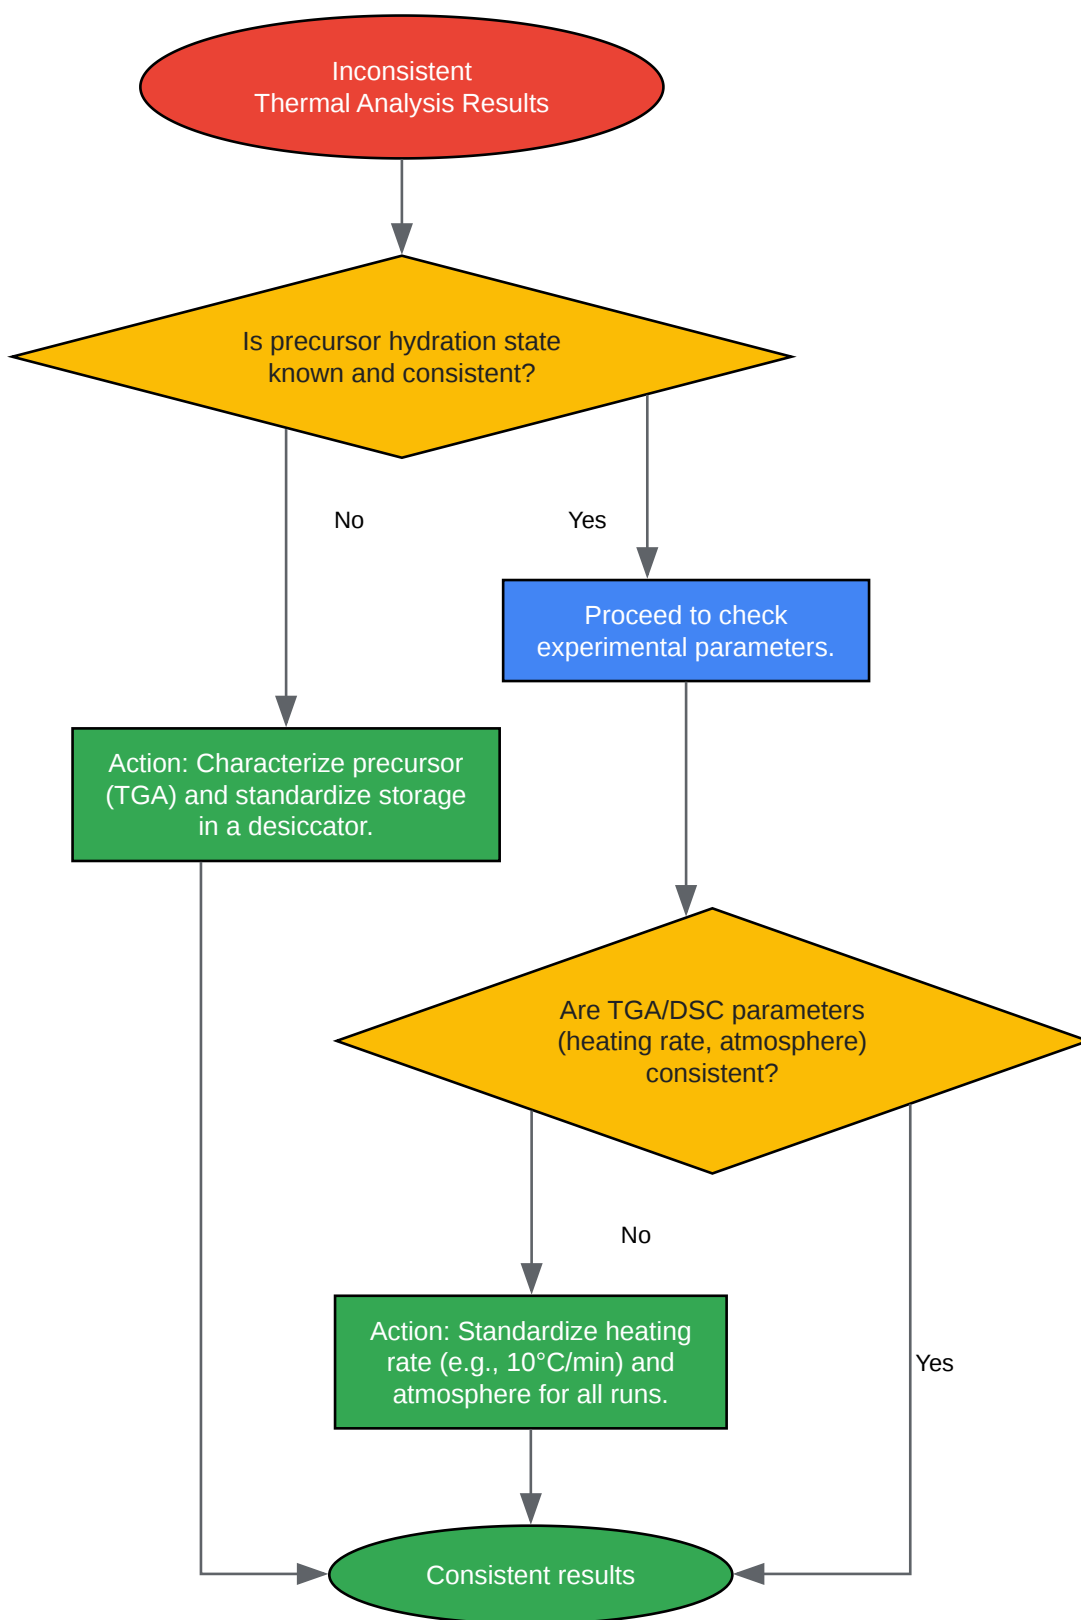 Inconsistent
Thermal Analysis Results
Is precursor hydration state
known and consistent?
No
Yes
Proceed to check
experimental parameters.
Action: Characterize precursor
(TGA) and standardize storage
in a desiccator.
Are TGA/DSC parameters
(heating rate, atmosphere)
consistent?
No
Action: Standardize heating
rate (e.g., 10°C/min) and
atmosphere for all runs.
Yes
Consistent results